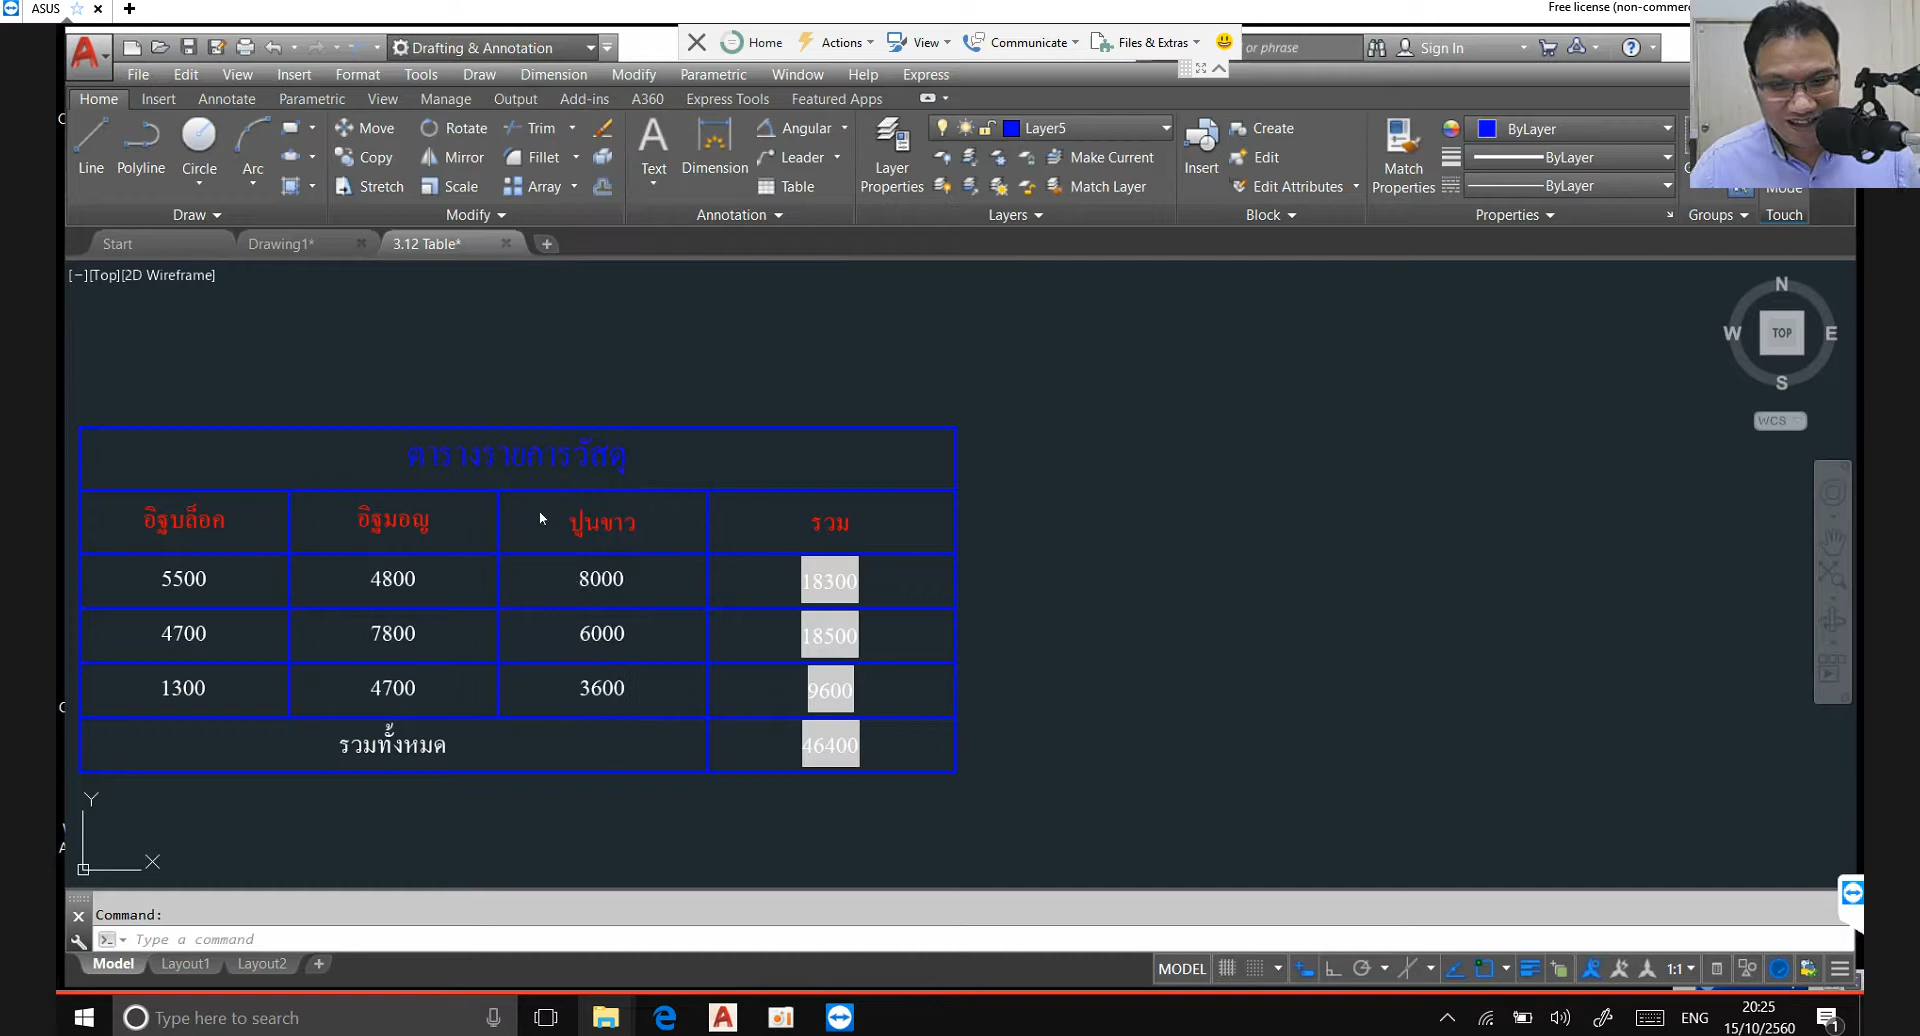 ASUS
Free license (non-commerc
Drafting & Annotation
Home Actions View Communicate Files & Extras
or phrase
Sign In
File Edit View Insert Format Tools Draw Dimension Modify Parametric Window Help Express
Home Insert Annotate Parametric View Manage Output Add-ins A360 Express Tools Featured Apps
Line Polyline Circle Arc
Move Rotate Trim
Copy Mirror Fillet
Stretch Scale Array
Text Dimension
Angular
Leader
Table
Layer Properties
Layer5
Make Current
Match Layer
Insert
Create
Edit
Edit Attributes
Match Properties
ByLayer
ByLayer
ByLayer
Mode
Draw Modify Annotation Layers Block Properties Groups Touch
Start Drawing1* 3.12 Table*
[−][Top][2D Wireframe]
N
W TOP E
S
WCS
ตารางรายการวัสดุ
อิฐบล็อค อิฐมอญ ปูนขาว รวม
5500 4800 8000 18300
4700 7800 6000 18500
1300 4700 3600 9600
รวมทั้งหมด 46400
Y
X
Command:
Type a command
Model Layout1 Layout2
MODEL 1:1
Type here to search
ENG
20:25
15/10/2560
1